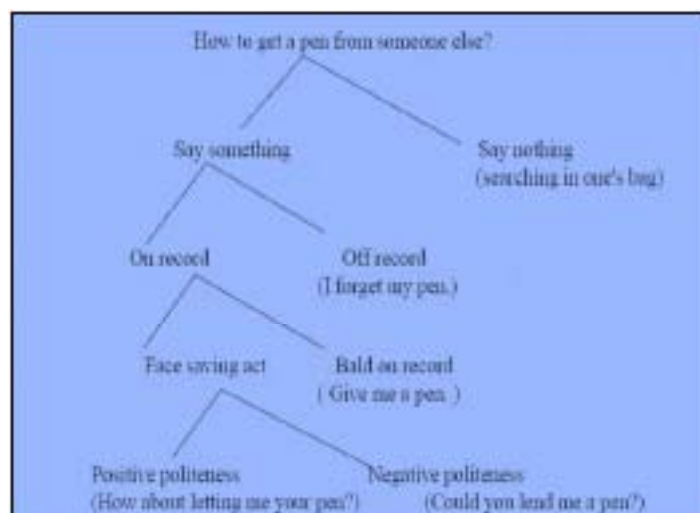 How to get a pen from someone else?
Say something
Say nothing
(searching in one's bag)
On record
Off record
(I forget my pen.)
Face saving act
Bald on record
( Give me a pen. )
Positive politeness
Negative politeness
(How about letting me your pen?)
(Could you lend me a pen?)